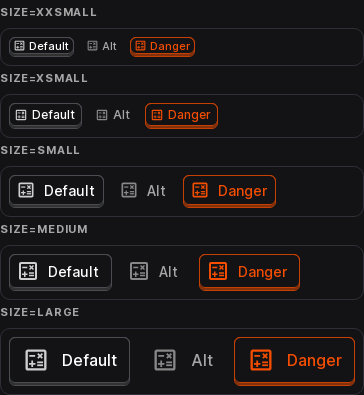 SIZE=XXSMALL
Default Alt Danger
SIZE=XSMALL
Default Alt Danger
SIZE=SMALL
Default Alt Danger
SIZE=MEDIUM
Default Alt Danger
SIZE=LARGE
Default Alt Danger